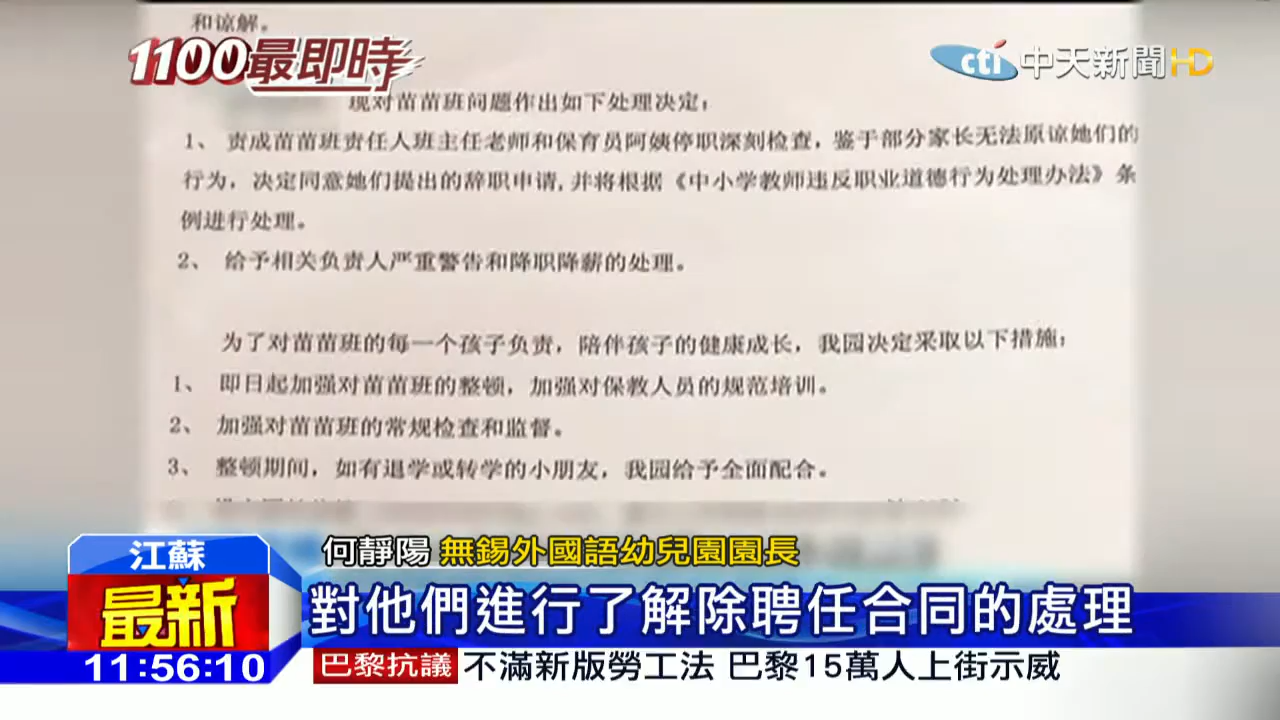 和谅解。
1100最即時
cti 中天新聞HD
现对苗苗班问题作出如下处理决定：
1、 责成苗苗班责任人班主任老师和保育员阿姨停职深刻检查，鉴于部分家长无法原谅她们的
行为，决定同意她们提出的辞职申请,并将根据《中小学教师违反职业道德行为处理办法》条
例进行处理。
2、 给予相关负责人严重警告和降职降薪的处理。
为了对苗苗班的每一个孩子负责，陪伴孩子的健康成长，我园决定采取以下措施：
1、 即日起加强对苗苗班的整顿，加强对保教人员的规范培训。
2、 加强对苗苗班的常规检查和监督。
3、 整顿期间，如有退学或转学的小朋友，我园给予全面配合。
江蘇
何靜陽 無錫外國語幼兒園園長
最新
對他們進行了解除聘任合同的處理
11:56:10
巴黎抗議 不滿新版勞工法 巴黎15萬人上街示威